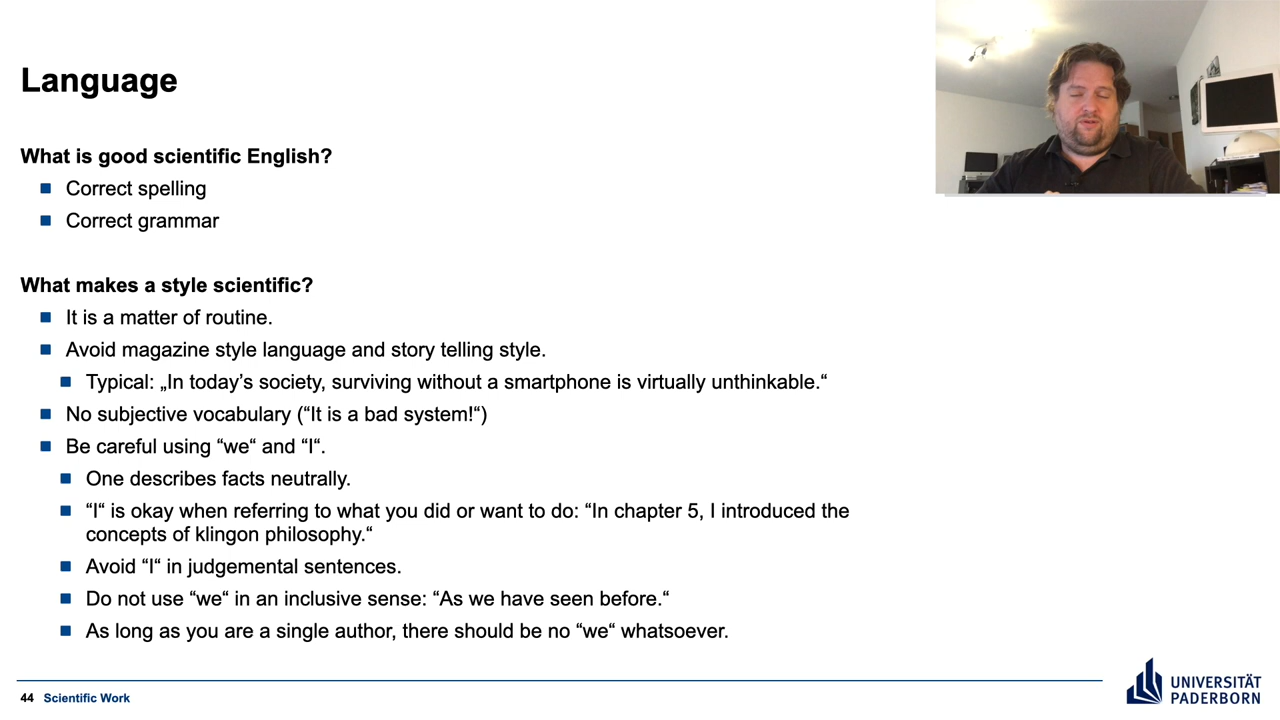 Language
What is good scientific English?
Correct spelling
Correct grammar
What makes a style scientific?
It is a matter of routine.
Avoid magazine style language and story telling style.
Typical: „In today’s society, surviving without a smartphone is virtually unthinkable.“
No subjective vocabulary (“It is a bad system!“)
Be careful using “we“ and “I“.
One describes facts neutrally.
“I“ is okay when referring to what you did or want to do: “In chapter 5, I introduced the
concepts of klingon philosophy.“
Avoid “I“ in judgemental sentences.
Do not use “we“ in an inclusive sense: “As we have seen before.“
As long as you are a single author, there should be no “we“ whatsoever.
44 Scientific Work
UNIVERSITÄT
PADERBORN